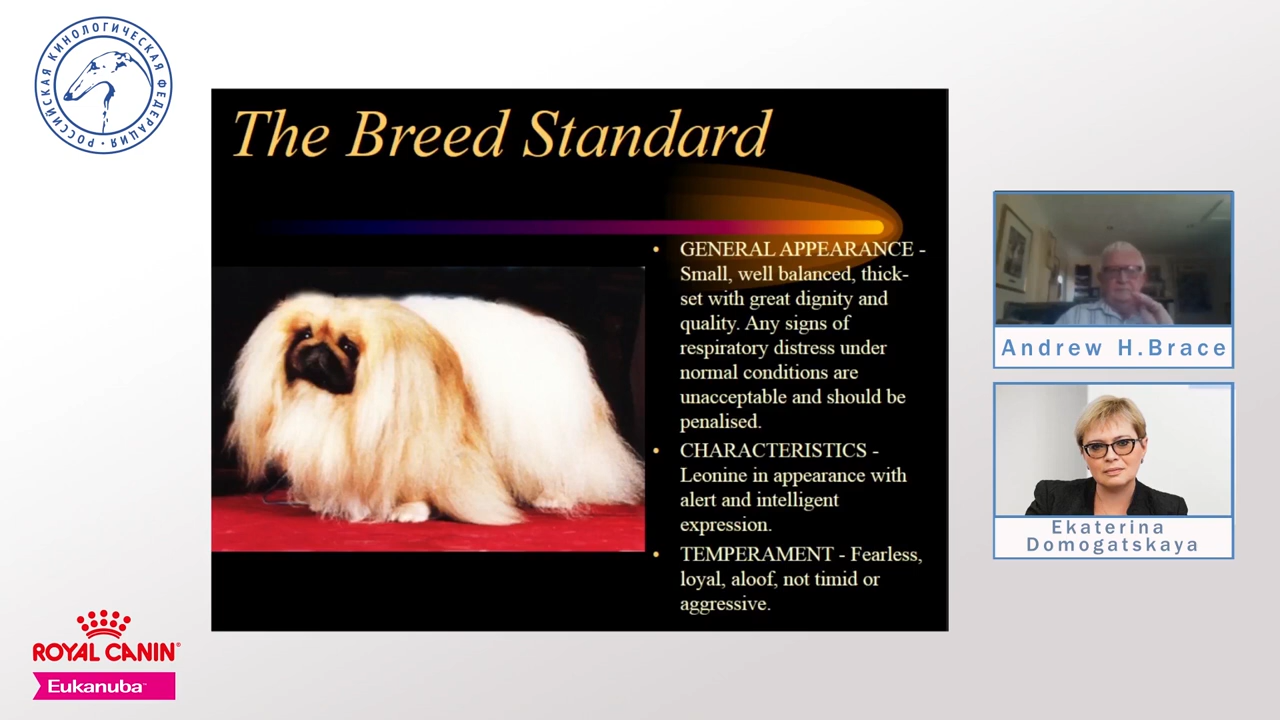 РОССИЙСКАЯ КИНОЛОГИЧЕСКАЯ ФЕДЕРАЦИЯ
The Breed Standard
• GENERAL APPEARANCE -
Small, well balanced, thick-
set with great dignity and
quality. Any signs of
respiratory distress under
normal conditions are
unacceptable and should be
penalised.
• CHARACTERISTICS -
Leonine in appearance with
alert and intelligent
expression.
• TEMPERAMENT - Fearless,
loyal, aloof, not timid or
aggressive.
Andrew H.Brace
Ekaterina
Domogatskaya
ROYAL CANIN®
Eukanuba™